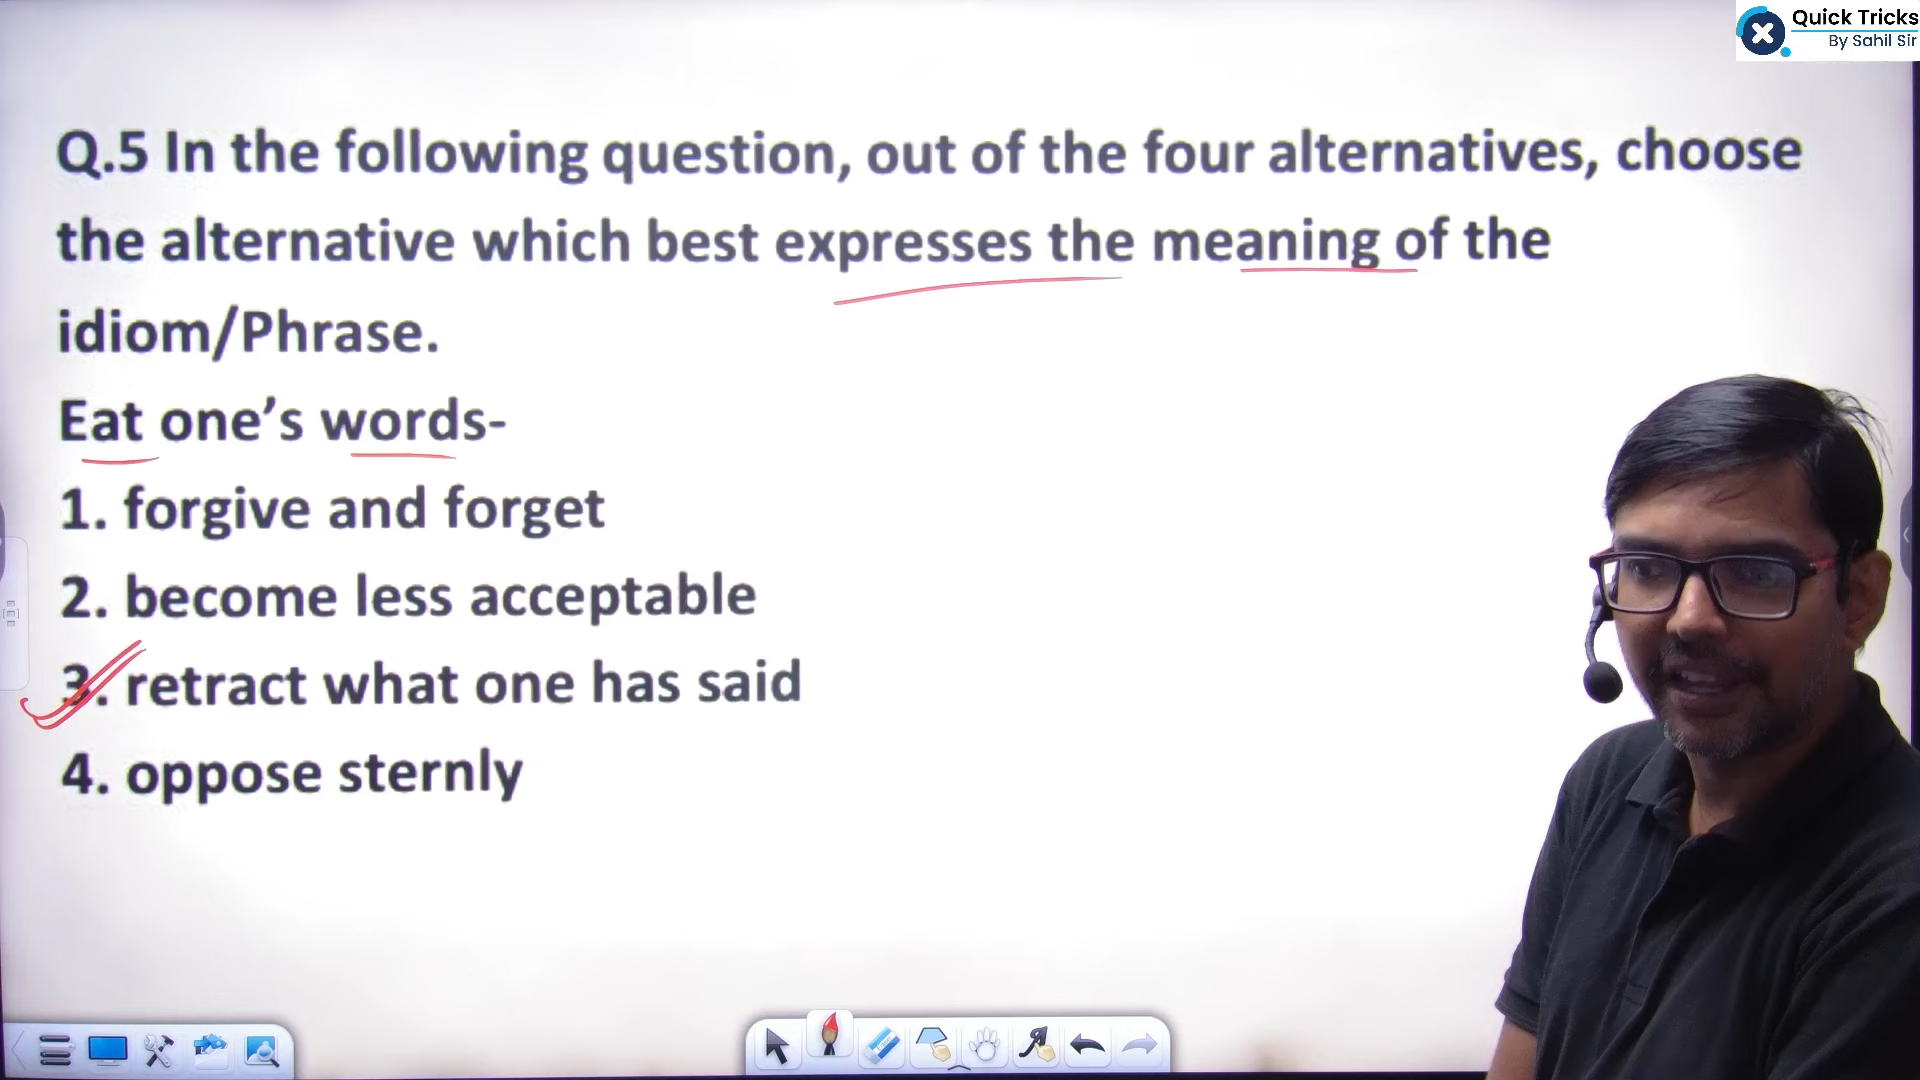 Quick Tricks
By Sahil Sir
Q.5 In the following question, out of the four alternatives, choose
the alternative which best expresses the meaning of the
idiom/Phrase.
Eat one’s words-
1. forgive and forget
2. become less acceptable
3. retract what one has said
4. oppose sternly